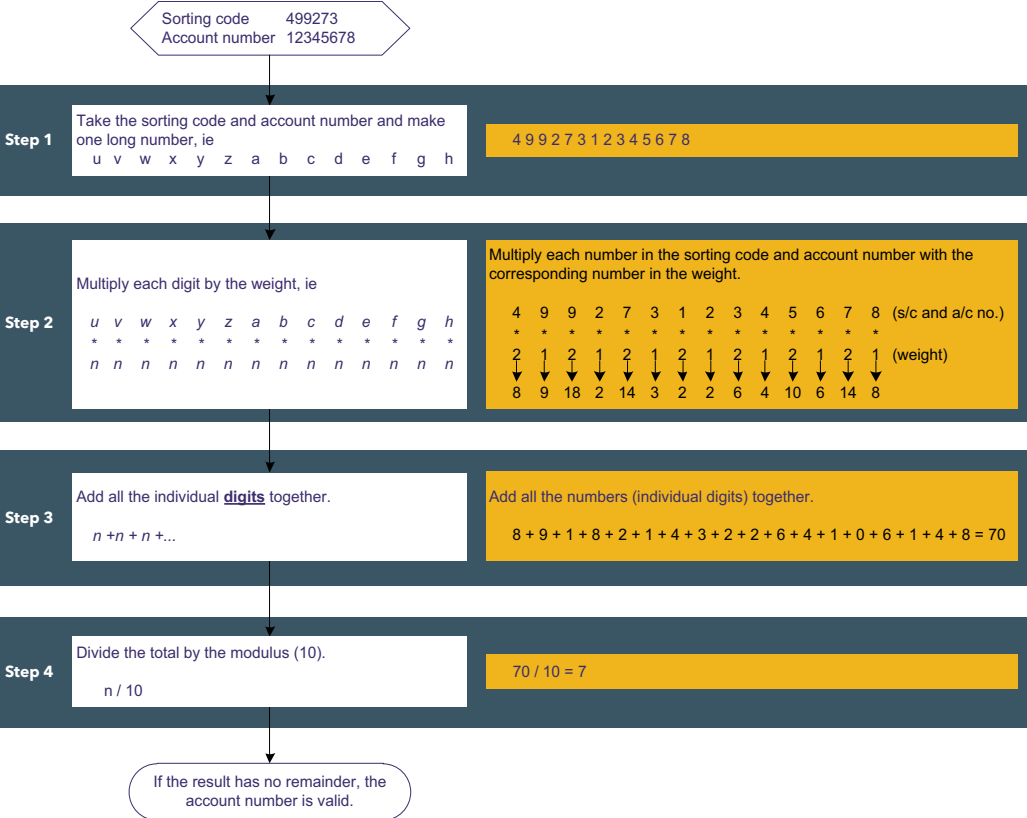 Sorting code 499273
Account number 12345678
Step 1
Take the sorting code and account number and make
one long number, ie
u v w x y z a b c d e f g h
4 9 9 2 7 3 1 2 3 4 5 6 7 8
Step 2
Multiply each digit by the weight, ie
u v w x y z a b c d e f g h
* * * * * * * * * * * * * *
n n n n n n n n n n n n n n
Multiply each number in the sorting code and account number with the
corresponding number in the weight.
4 9 9 2 7 3 1 2 3 4 5 6 7 8 (s/c and a/c no.)
* * * * * * * * * * * * * *
2 1 2 1 2 1 2 1 2 1 2 1 2 1 (weight)
8 9 18 2 14 3 2 2 6 4 10 6 14 8
Step 3
Add all the individual digits together.
n +n + n +...
Add all the numbers (individual digits) together.
8 + 9 + 1 + 8 + 2 + 1 + 4 + 3 + 2 + 2 + 6 + 4 + 1 + 0 + 6 + 1 + 4 + 8 = 70
Step 4
Divide the total by the modulus (10).
n / 10
70 / 10 = 7
If the result has no remainder, the
account number is valid.